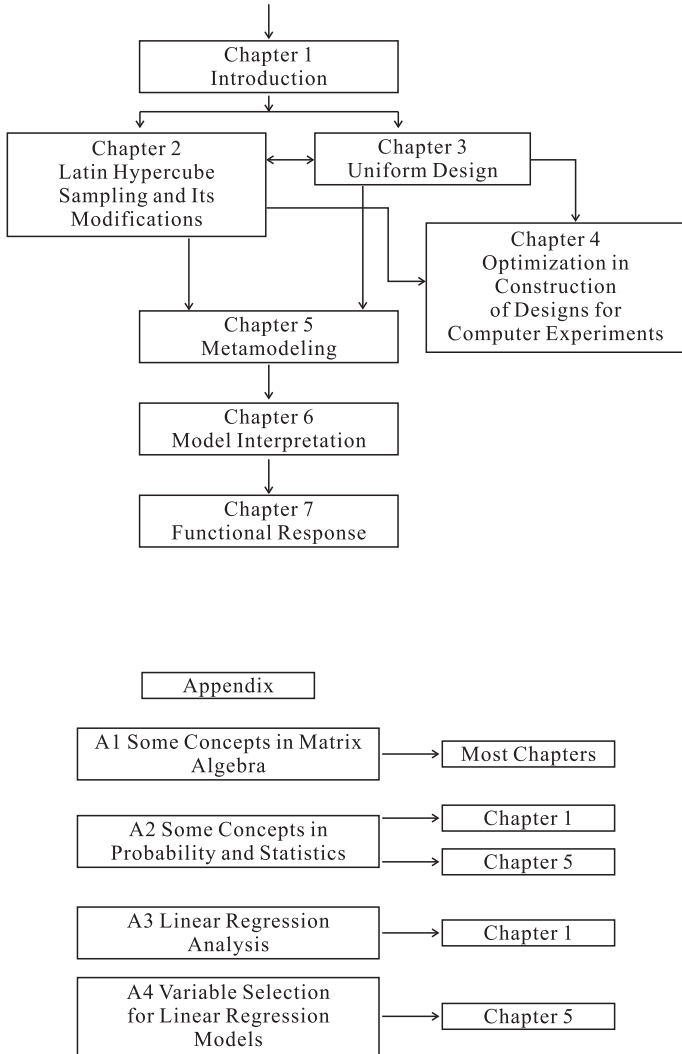 Chapter 1
Introduction
Chapter 2
Latin Hypercube
Sampling and Its
Modifications
Chapter 3
Uniform Design
Chapter 4
Optimization in
Construction
of Designs for
Computer Experiments
Chapter 5
Metamodeling
Chapter 6
Model Interpretation
Chapter 7
Functional Response
Appendix
A1 Some Concepts in Matrix
Algebra
Most Chapters
A2 Some Concepts in
Probability and Statistics
Chapter 1
Chapter 5
A3 Linear Regression
Analysis
Chapter 1
A4 Variable Selection
for Linear Regression
Models
Chapter 5